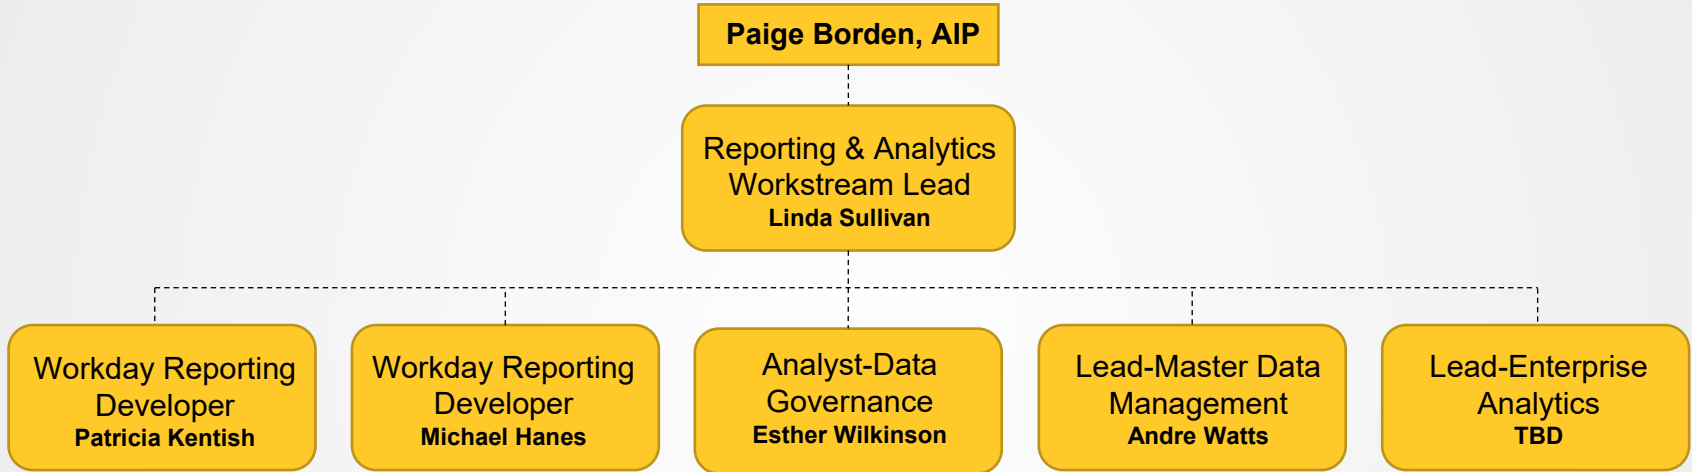 Paige Borden, AIP
Reporting & Analytics
Workstream Lead
Linda Sullivan
Workday Reporting
Developer
Patricia Kentish
Workday Reporting
Developer
Michael Hanes
Analyst-Data
Governance
Esther Wilkinson
Lead-Master Data
Management
Andre Watts
Lead-Enterprise
Analytics
TBD